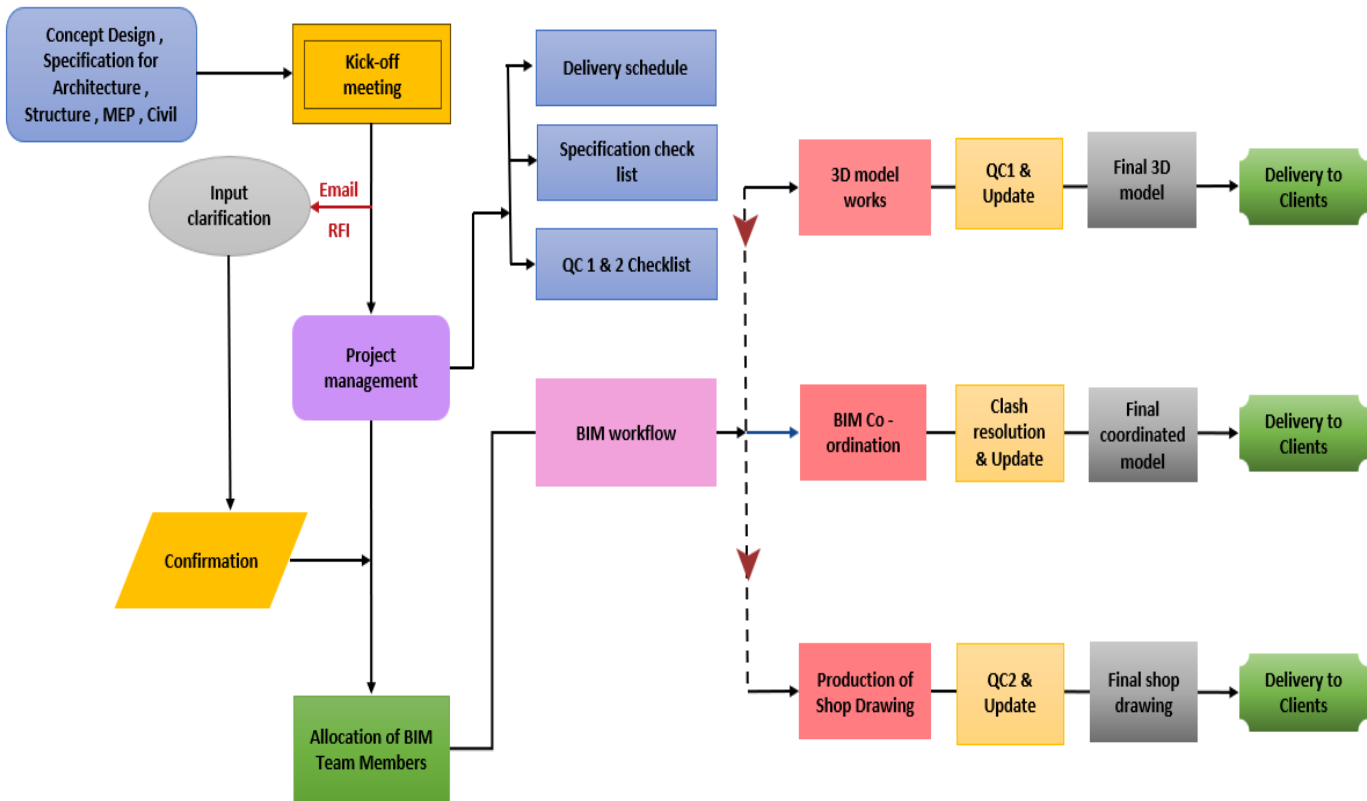 Concept Design ,
Specification for
Architecture ,
Structure , MEP , Civil
Kick-off
meeting
Delivery schedule
Specification check
list
QC 1 & 2 Checklist
Email
RFI
Input
clarification
Project
management
Confirmation
Allocation of BIM
Team Members
BIM workflow
3D model
works
QC1 &
Update
Final 3D
model
Delivery to
Clients
BIM Co -
ordination
Clash
resolution
& Update
Final
coordinated
model
Delivery to
Clients
Production of
Shop Drawing
QC2 &
Update
Final shop
drawing
Delivery to
Clients